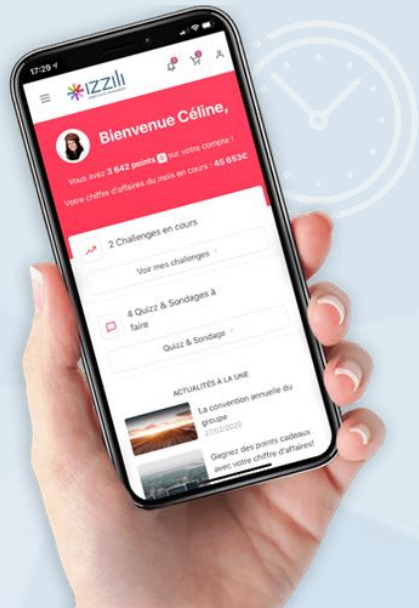 17:29
IZZILI
Bienvenue Céline,
Vous avez 3 642 points sur votre compte !
Votre chiffre d'affaires du mois en cours : 45 653€
2 Challenges en cours
Voir mes challenges
4 Quizz & Sondages à
faire
Quizz & Sondage
ACTUALITÉS À LA UNE
La convention annuelle du
groupe
27/02/2020
Gagnez des points cadeaux
avec votre chiffre d'affaires!